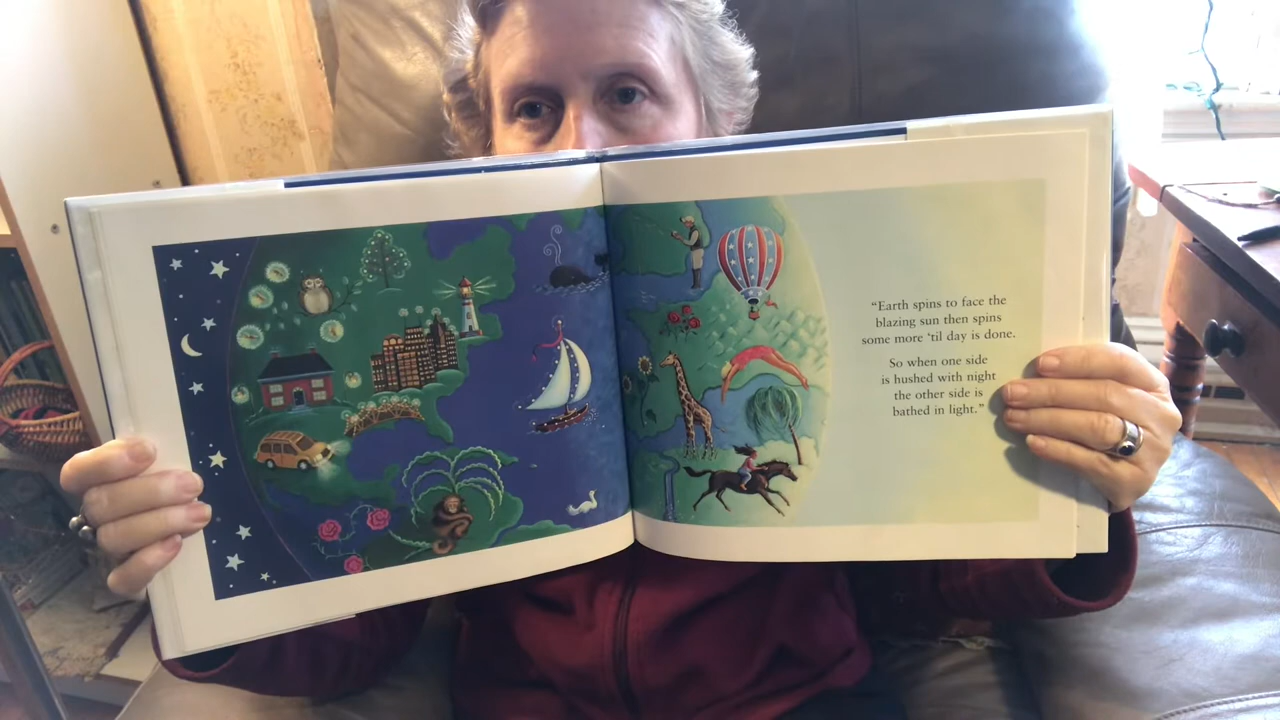 “Earth spins to face the
blazing sun then spins
some more ‘til day is done.
So when one side
is hushed with night
the other side is
bathed in light.”